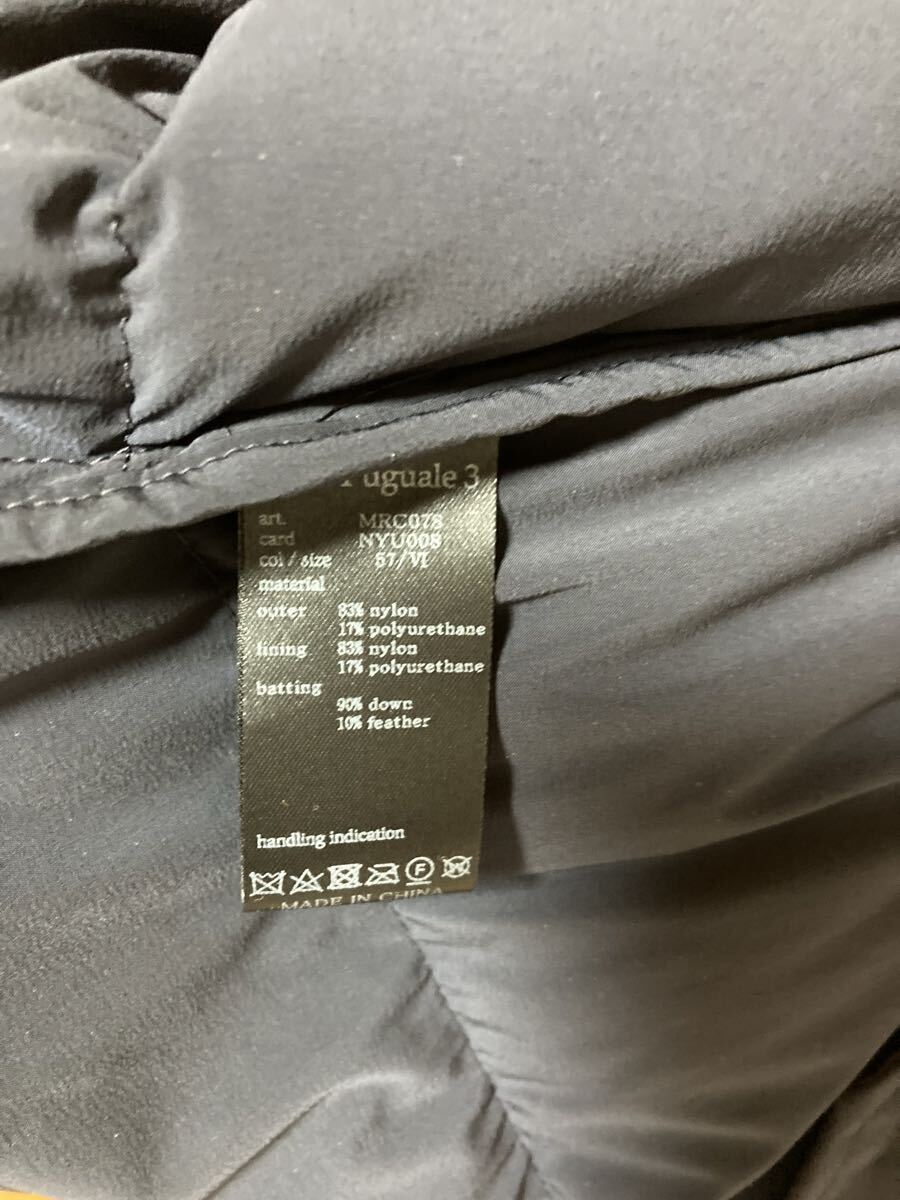 uguale 3
art. MRC078
card NYU008
col / size 57/VI
material
outer 83% nylon
17% polyurethane
lining 83% nylon
17% polyurethane
batting
90% down
10% feather
handling indication
F
MADE IN CHINA